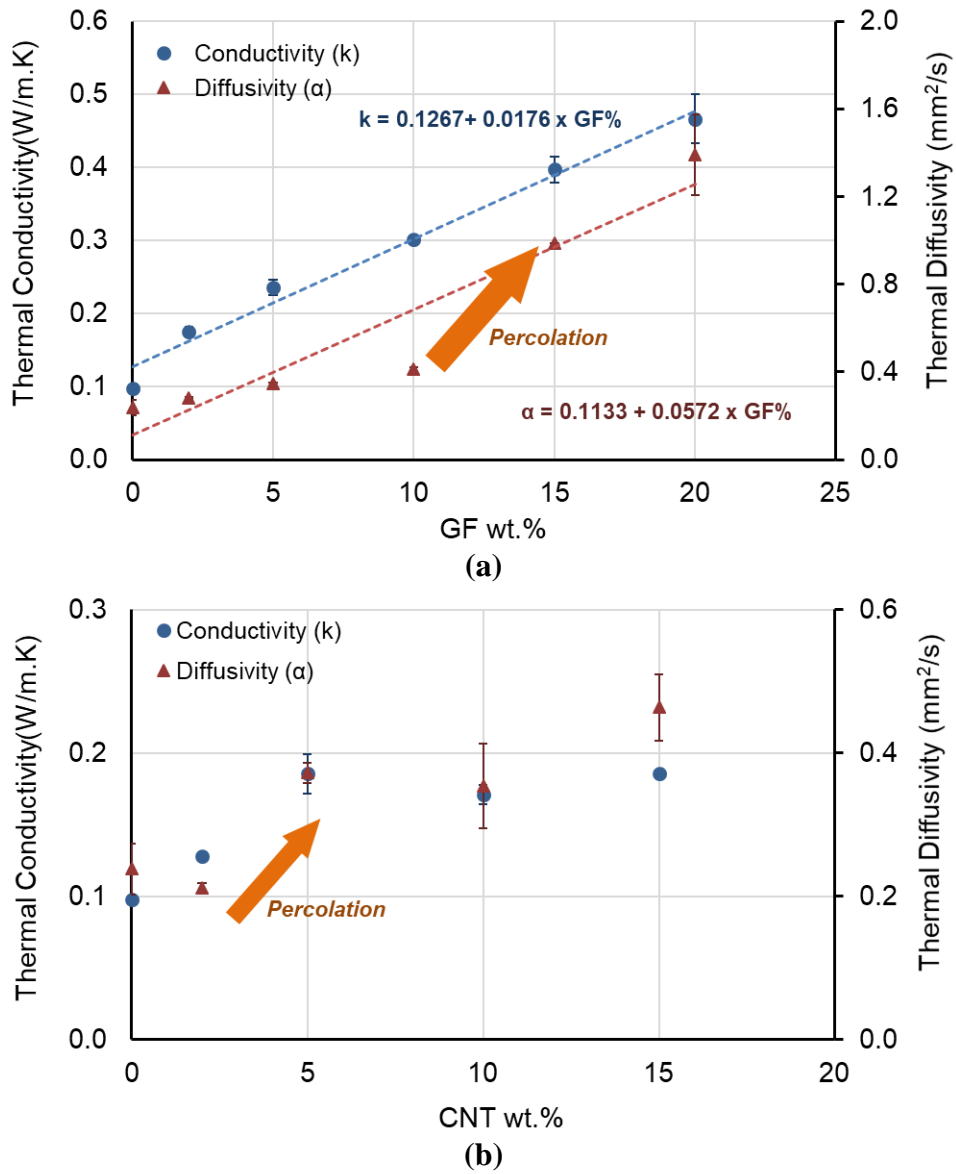 Thermal Conductivity(W/m.K)
0.6
0.5
0.4
0.3
0.2
0.1
0.0
Conductivity (k)
Diffusivity (α)
k = 0.1267+ 0.0176 x GF%
Percolation
α = 0.1133 + 0.0572 x GF%
2.0
1.6
1.2
0.8
0.4
0.0
Thermal Diffusivity (mm²/s)
0 5 10 15 20 25
GF wt.%
(a)
Thermal Conductivity(W/m.K)
0.3
0.2
0.1
0.0
Conductivity (k)
Diffusivity (α)
Percolation
0.6
0.4
0.2
0.0
Thermal Diffusivity (mm²/s)
0 5 10 15 20
CNT wt.%
(b)